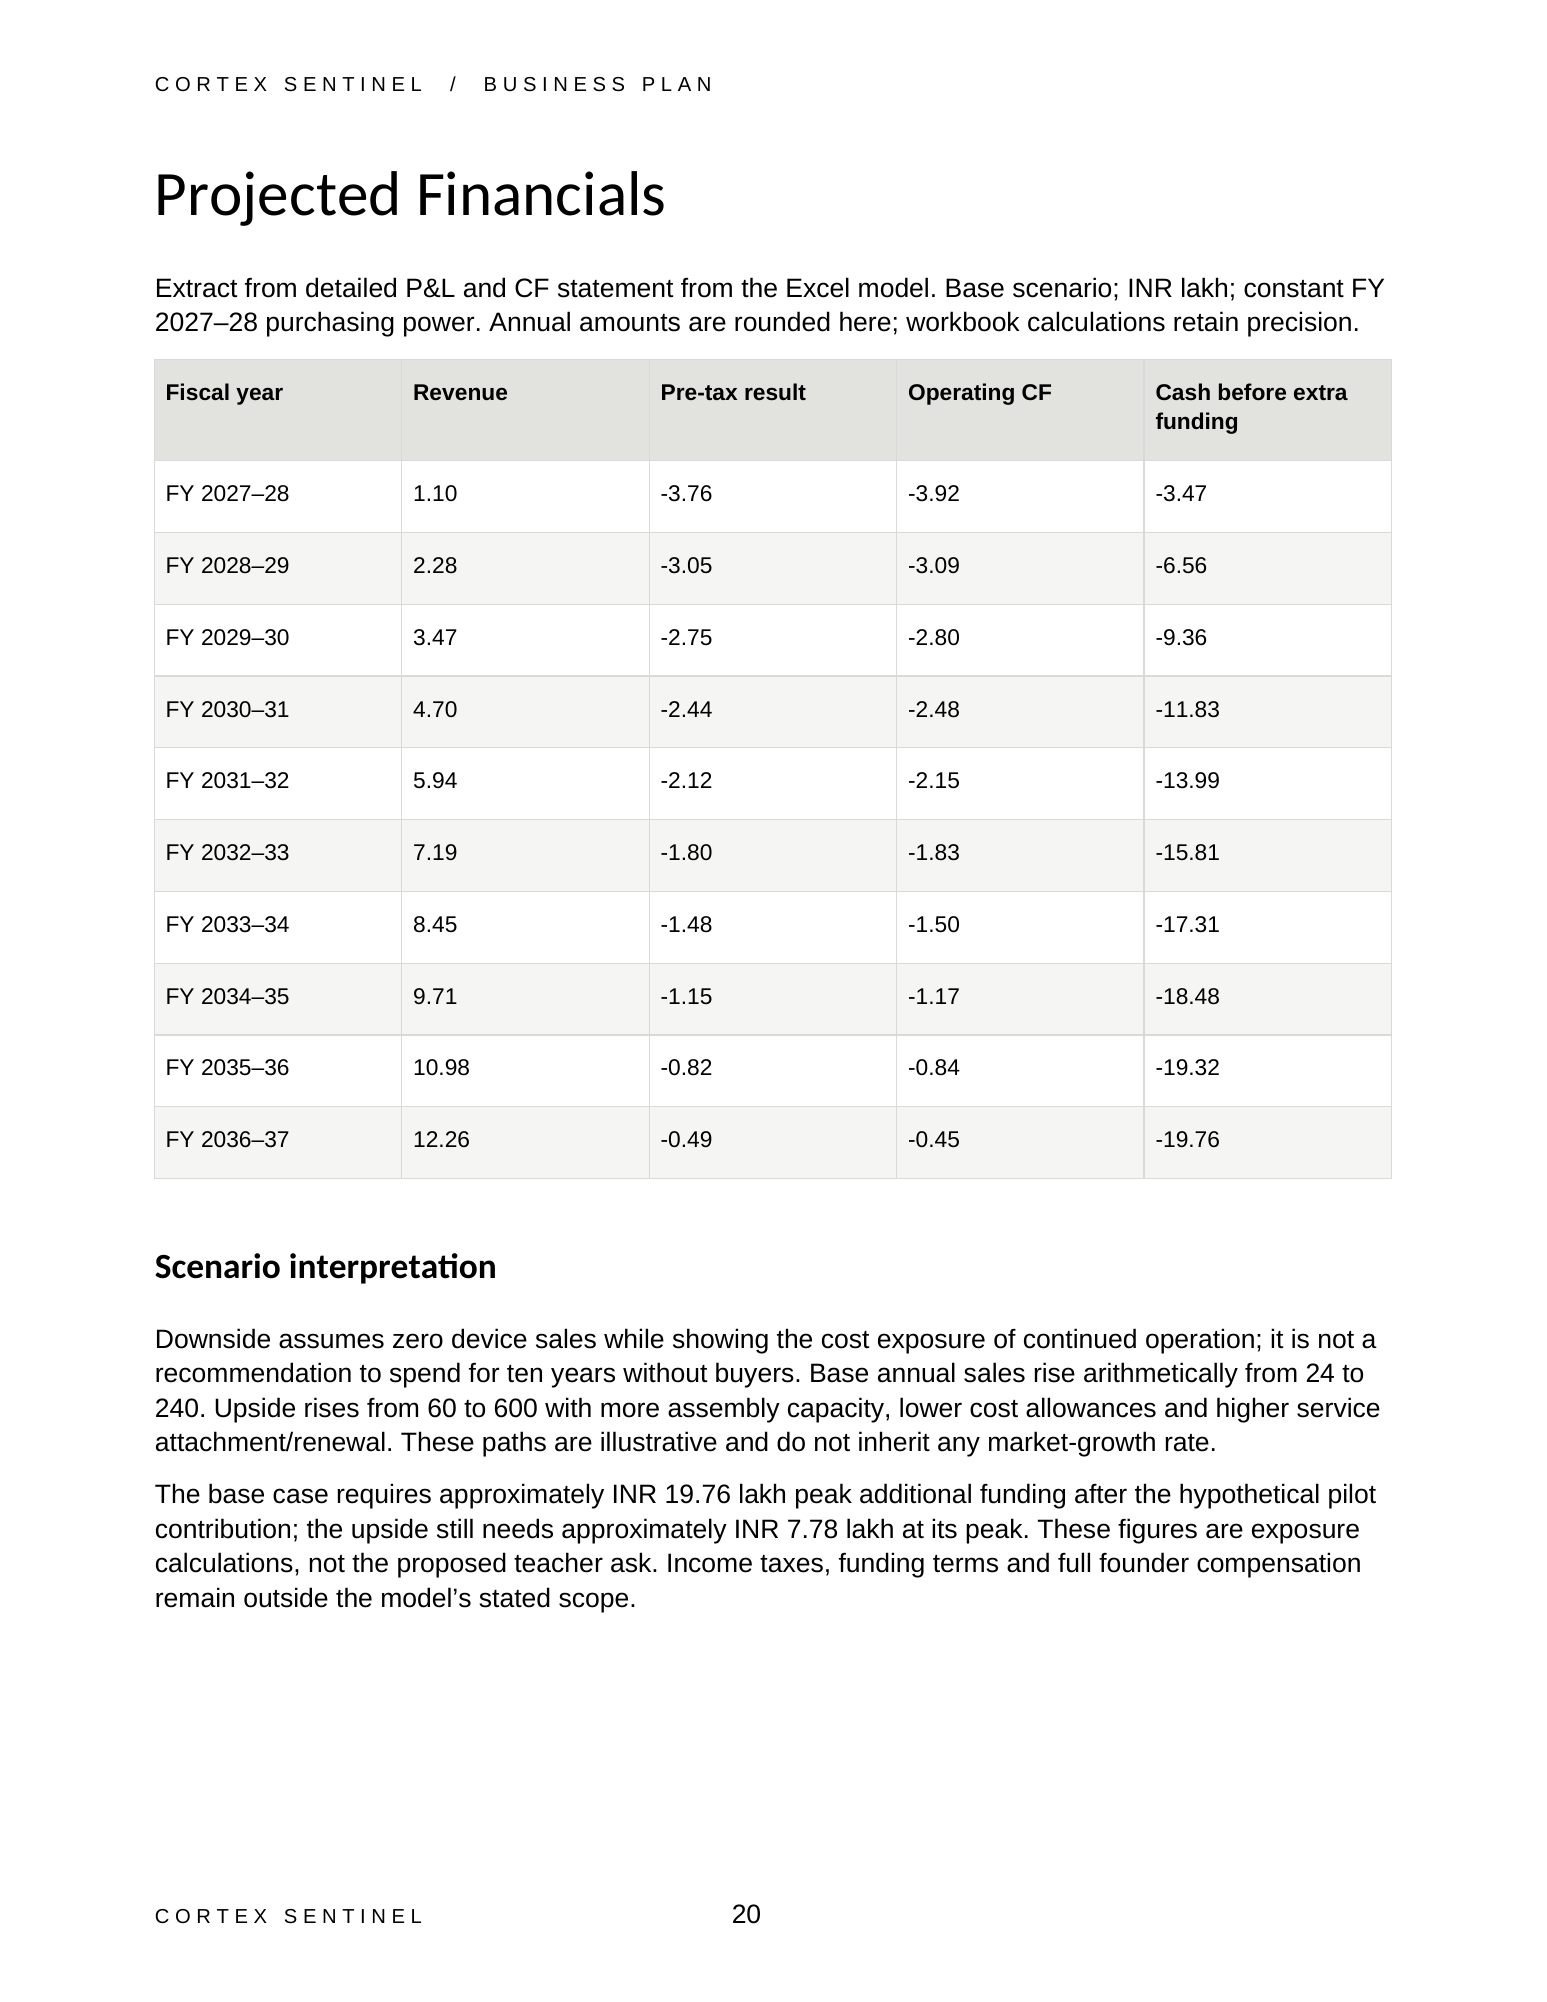 CORTEX SENTINEL / BUSINESS PLAN
Projected Financials
Extract from detailed P&L and CF statement from the Excel model. Base scenario; INR lakh; constant FY
2027–28 purchasing power. Annual amounts are rounded here; workbook calculations retain precision.
Fiscal year Revenue Pre-tax result Operating CF Cash before extra
funding
FY 2027–28 1.10 -3.76 -3.92 -3.47
FY 2028–29 2.28 -3.05 -3.09 -6.56
FY 2029–30 3.47 -2.75 -2.80 -9.36
FY 2030–31 4.70 -2.44 -2.48 -11.83
FY 2031–32 5.94 -2.12 -2.15 -13.99
FY 2032–33 7.19 -1.80 -1.83 -15.81
FY 2033–34 8.45 -1.48 -1.50 -17.31
FY 2034–35 9.71 -1.15 -1.17 -18.48
FY 2035–36 10.98 -0.82 -0.84 -19.32
FY 2036–37 12.26 -0.49 -0.45 -19.76
Scenario interpretation
Downside assumes zero device sales while showing the cost exposure of continued operation; it is not a
recommendation to spend for ten years without buyers. Base annual sales rise arithmetically from 24 to
240. Upside rises from 60 to 600 with more assembly capacity, lower cost allowances and higher service
attachment/renewal. These paths are illustrative and do not inherit any market-growth rate.
The base case requires approximately INR 19.76 lakh peak additional funding after the hypothetical pilot
contribution; the upside still needs approximately INR 7.78 lakh at its peak. These figures are exposure
calculations, not the proposed teacher ask. Income taxes, funding terms and full founder compensation
remain outside the model’s stated scope.
CORTEX SENTINEL 20